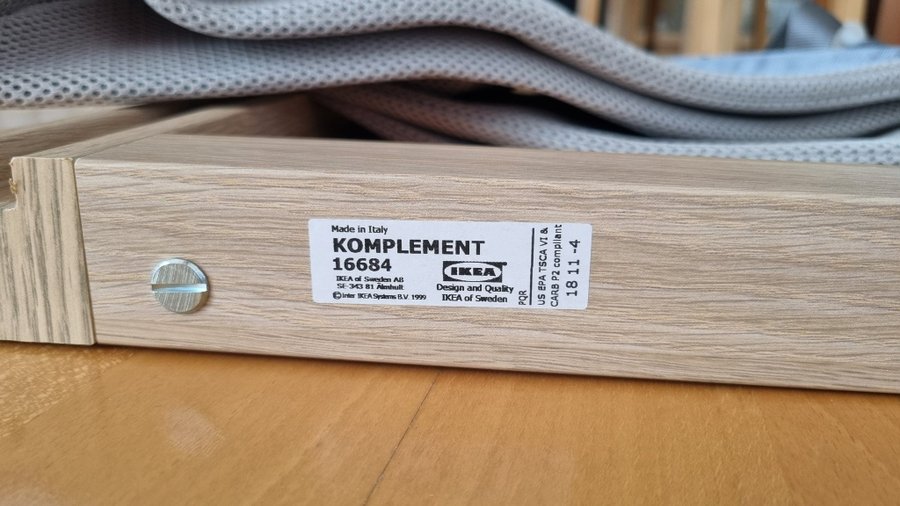 Made in Italy
KOMPLEMENT
16684
IKEA of Sweden AB
SE-343 81 Älmhult
© Inter IKEA Systems B.V. 1999
IKEA
Design and Quality
IKEA of Sweden
PQR
US EPA TSCA VI &
CARB P2 compliant
18 11 -4